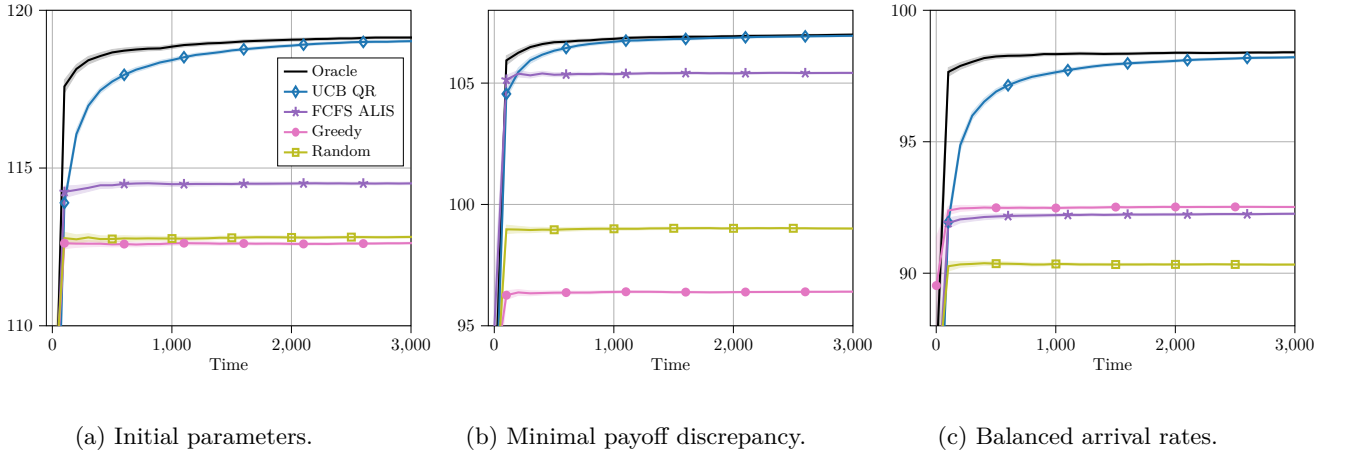 120
115
110
0
1,000
2,000
3,000
Time
Oracle
UCB QR
FCFS ALIS
Greedy
Random
(a) Initial parameters.
105
100
95
0
1,000
2,000
3,000
Time
(b) Minimal payoff discrepancy.
100
95
90
0
1,000
2,000
3,000
Time
(c) Balanced arrival rates.